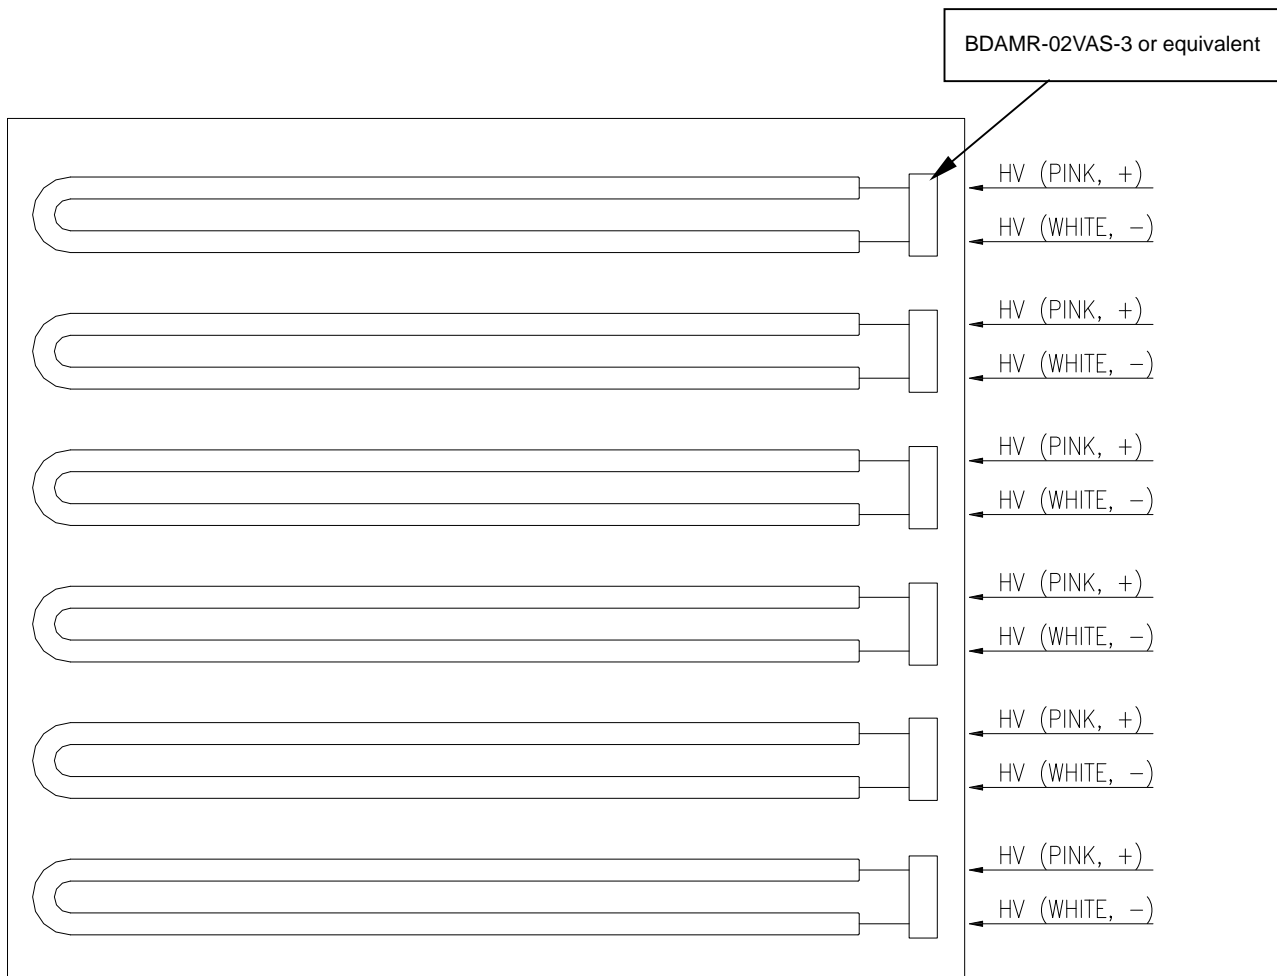 BDAMR-02VAS-3 or equivalent
HV (PINK, +)
HV (WHITE, −)
HV (PINK, +)
HV (WHITE, −)
HV (PINK, +)
HV (WHITE, −)
HV (PINK, +)
HV (WHITE, −)
HV (PINK, +)
HV (WHITE, −)
HV (PINK, +)
HV (WHITE, −)